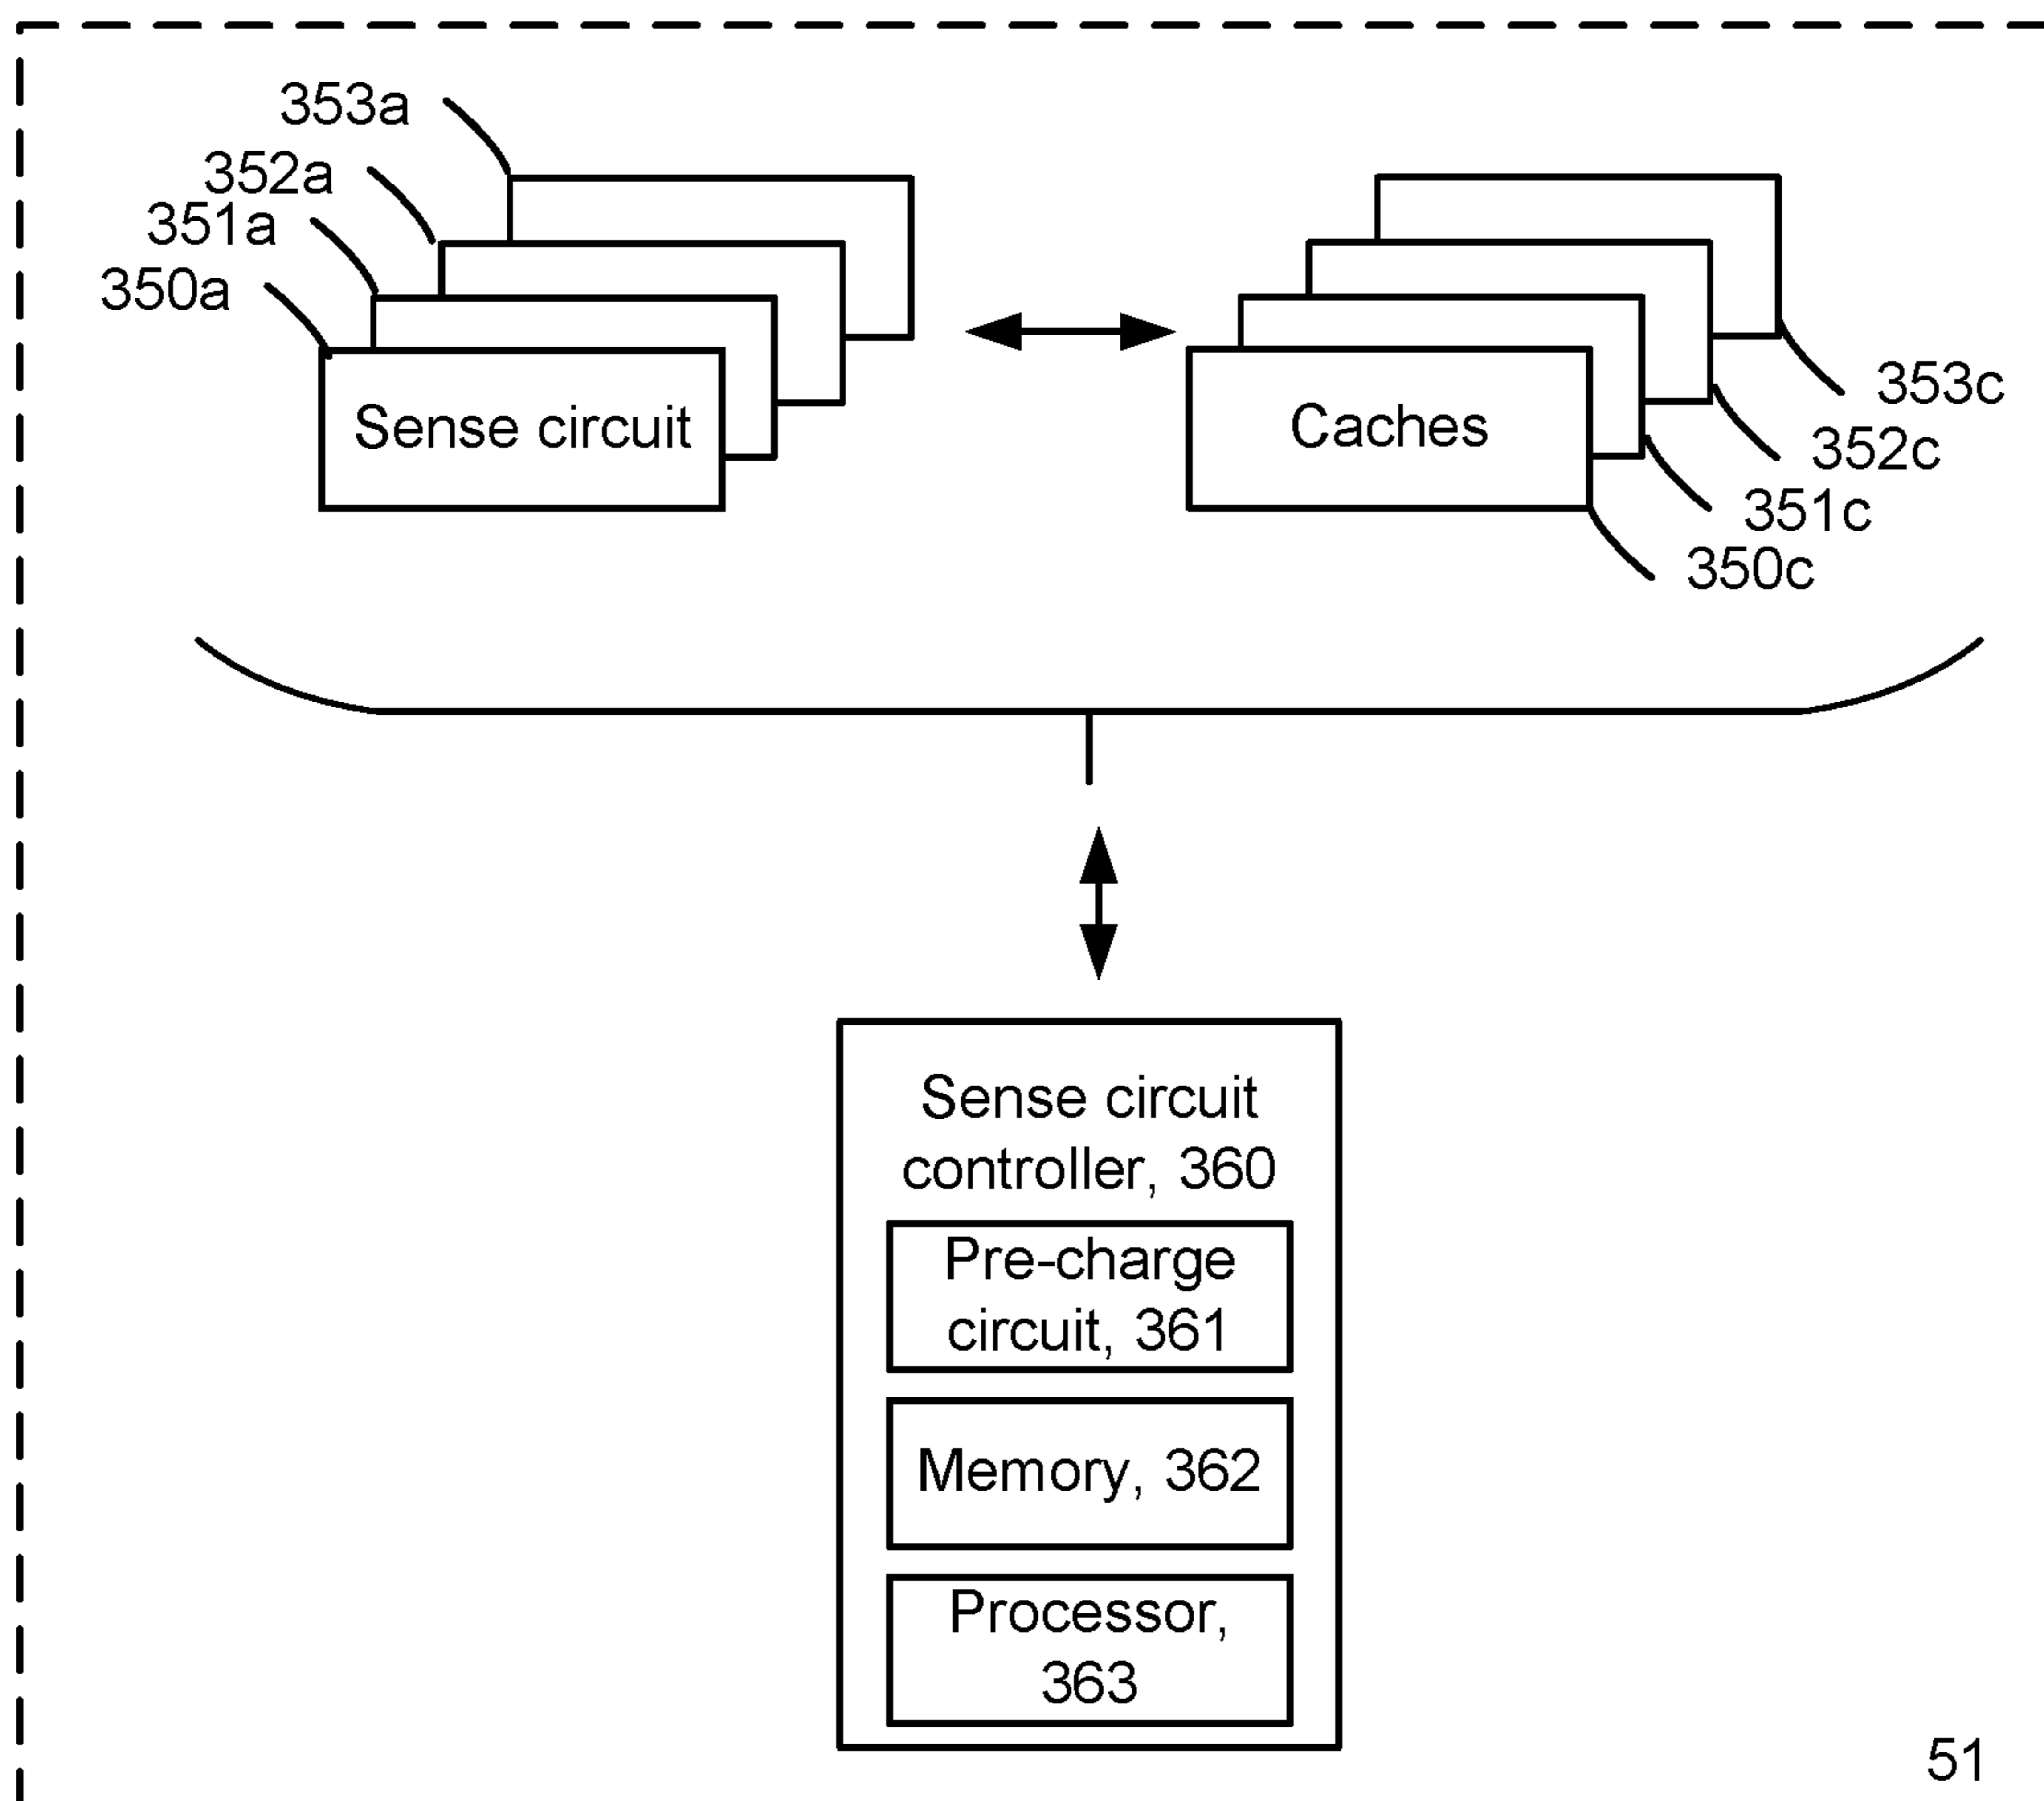 353a
352a
351a
350a
Sense circuit
Caches
353c
352c
351c
350c
Sense circuit
controller, 360
Pre-charge
circuit, 361
Memory, 362
Processor,
363
51